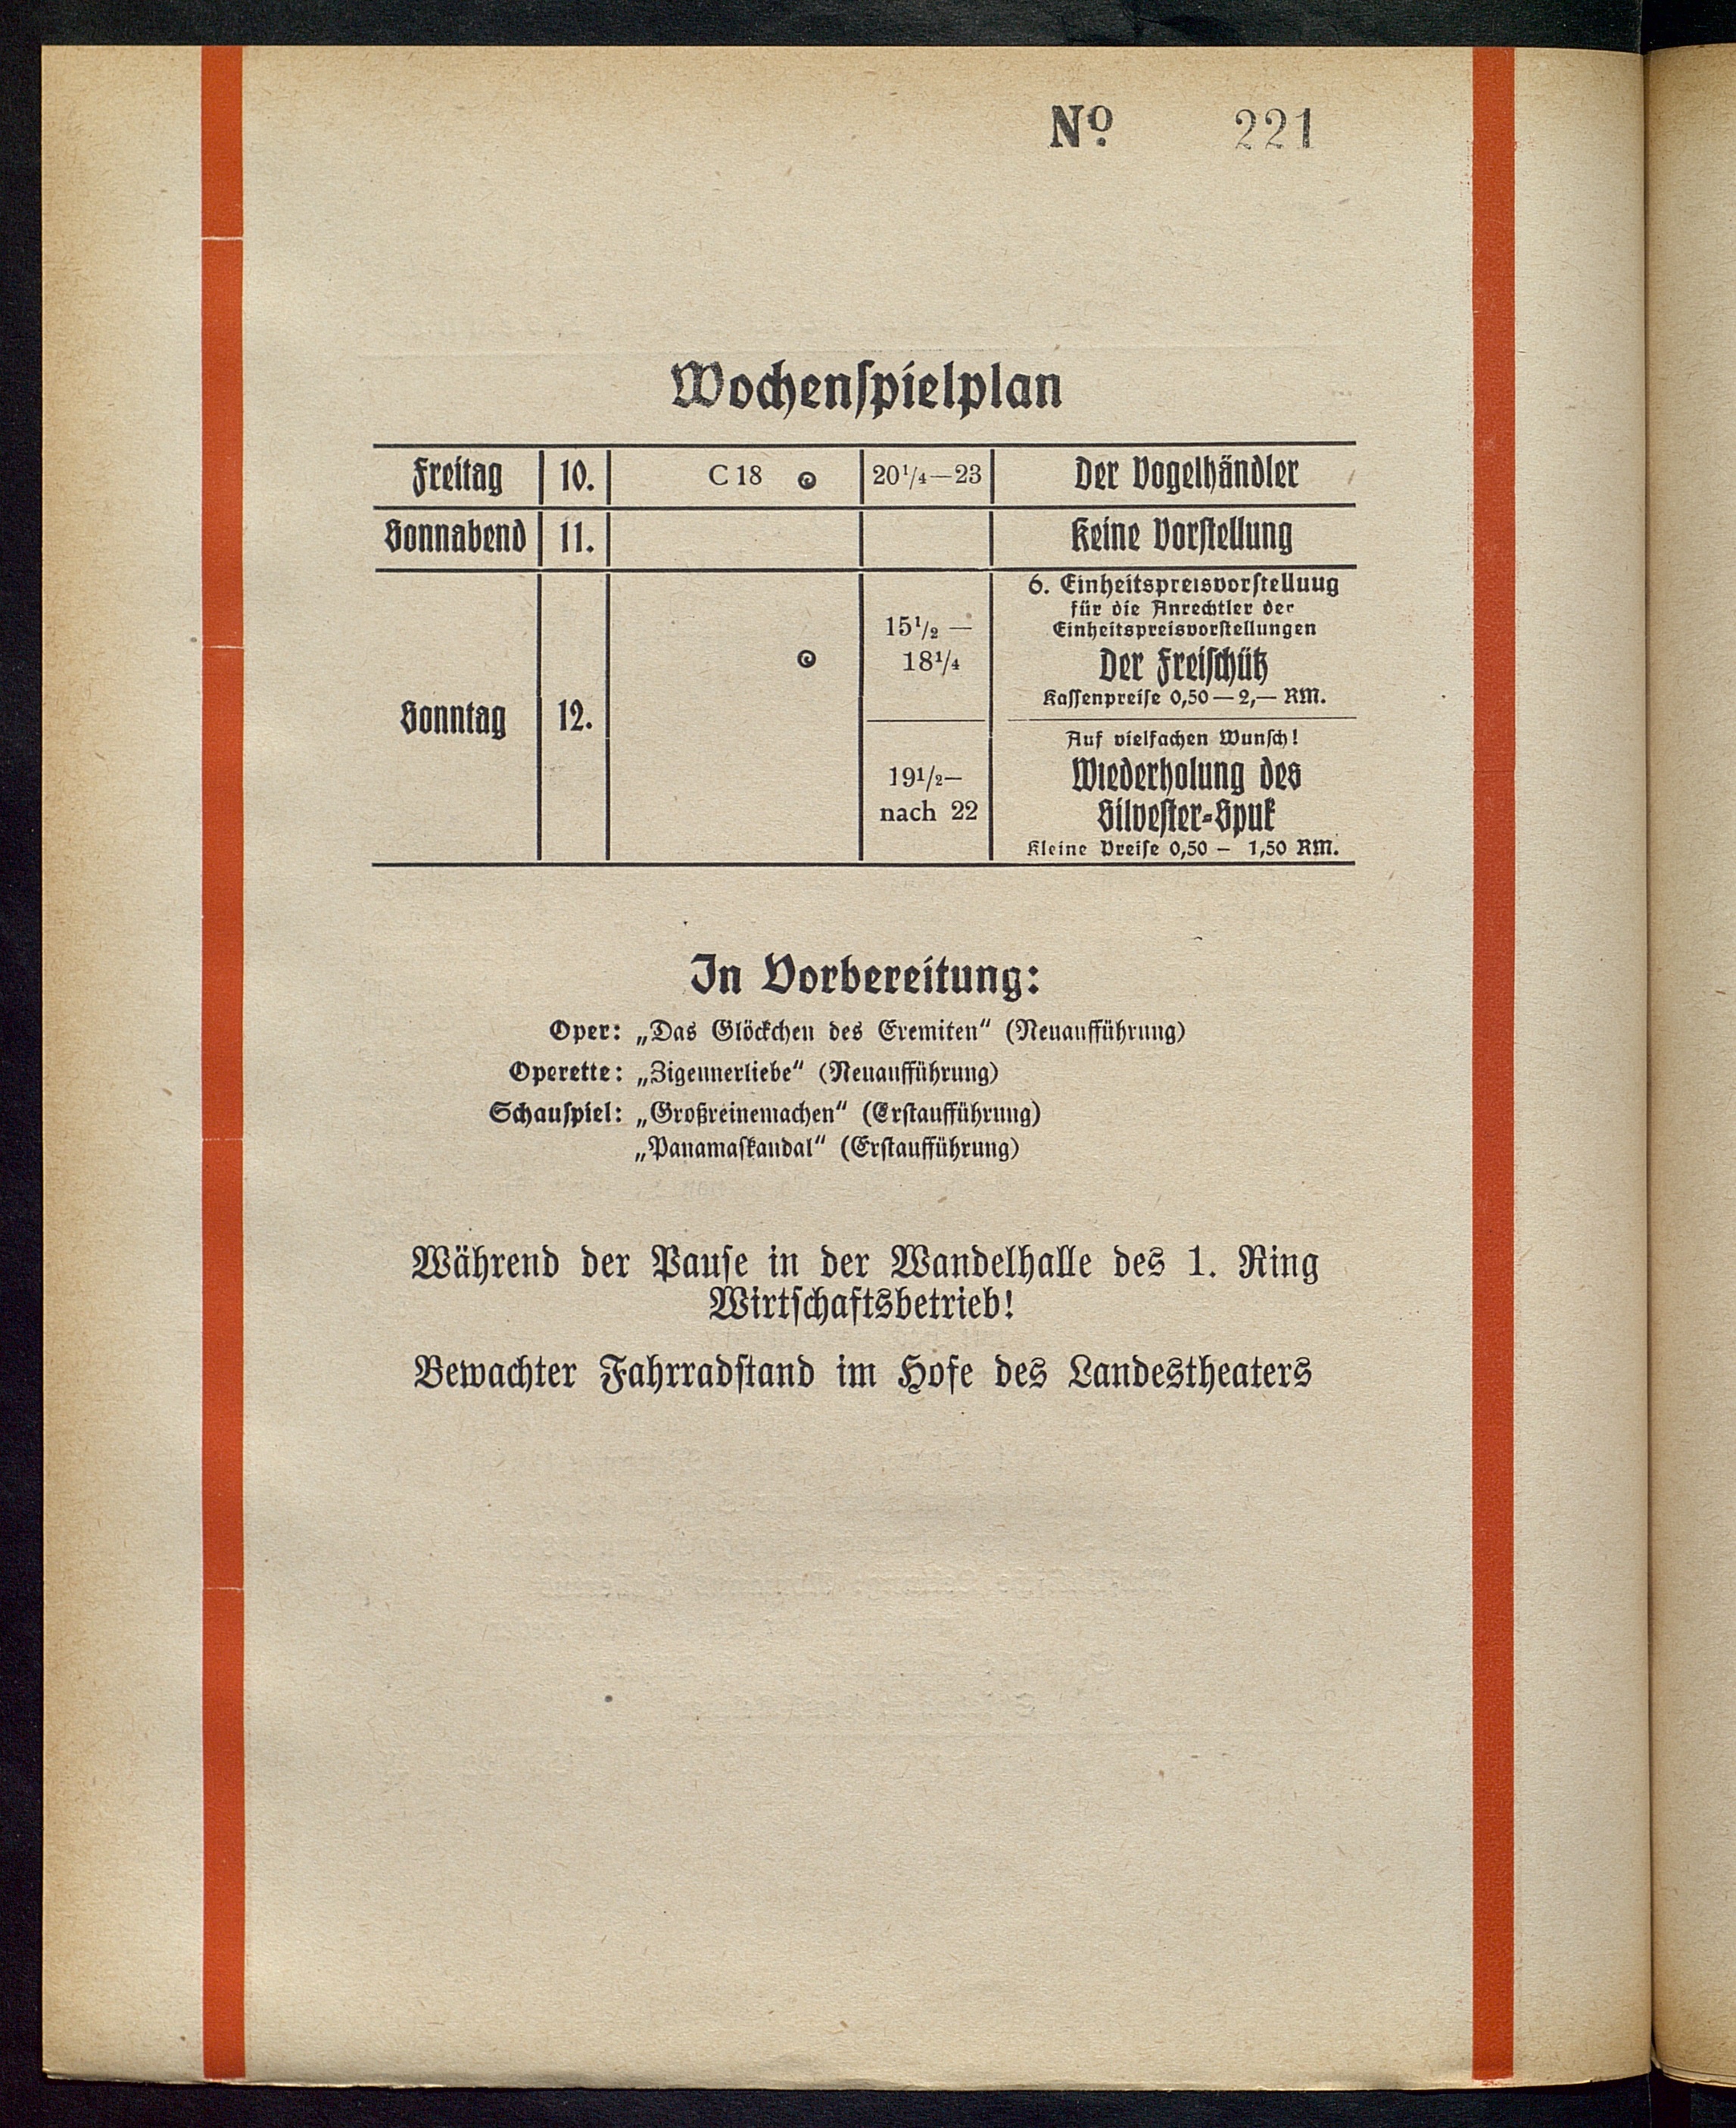 Nº 221
Wochenspielplan
Freitag 10. C 18 20¼—23 Der Vogelhändler
Sonnabend 11. Keine Vorstellung
Sonntag 12.
15½ —
18¼
6. Einheitspreisvorstelluug
für die Anrechtler der
Einheitspreisvorstellungen
Der Freischütz
Kassenpreise 0,50 — 2,— RM.
19½—
nach 22
Auf vielfachen Wunsch!
Wiederholung des
Silvester-Spuk
Kleine Preise 0,50 – 1,50 RM.
In Vorbereitung:
Oper: „Das Glöckchen des Eremiten“ (Neuaufführung)
Operette: „Zigeunerliebe“ (Neuaufführung)
Schauspiel: „Großreinemachen“ (Erstaufführung)
„Panamaskandal“ (Erstaufführung)
Während der Pause in der Wandelhalle des 1. Ring
Wirtschaftsbetrieb!
Bewachter Fahrradstand im Hofe des Landestheaters